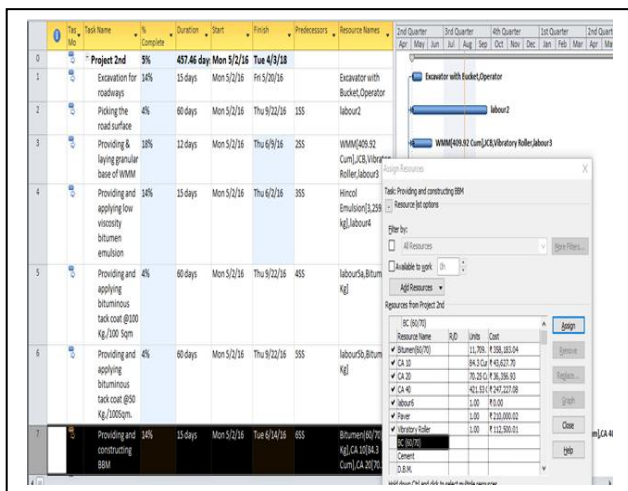 Tas Mo Task Name % Complete Duration Start Finish Predecessors Resource Names
2nd Quarter 3rd Quarter 4th Quarter 1st Quarter 2nd Quart
Apr May Jun Jul Aug Sep Oct Nov Dec Jan Feb Mar Apr
0 Project 2nd 5% 457.46 day Mon 5/2/16 Tue 4/3/18
1 Excavation for roadways 14% 15 days Mon 5/2/16 Fri 5/20/16 Excavator with Bucket,Operator
Excavator with Bucket,Operator
2 Picking the road surface 4% 60 days Mon 5/2/16 Thu 9/22/16 1SS labour2
labour2
3 Providing & laying granular base of WMM 18% 12 days Mon 5/2/16 Thu 6/9/16 2SS WMM[409.92 Cum],JCB,Vibratory Roller,labour3
WMM[409.92 Cum],JCB,Vibratory Roller,labour3
4 Providing and applying low viscosity bitumen emulsion 14% 15 days Mon 5/2/16 Thu 6/2/16 3SS Hincol Emulsion[3,259 kg],labour4
5 Providing and applying bituminous tack coat @100 Kg./100 Sqm 4% 60 days Mon 5/2/16 Thu 9/22/16 4SS labour5a,Bitum Kg]
6 Providing and applying bituminous tack coat @50 Kg./100Sqm. 4% 60 days Mon 5/2/16 Thu 9/22/16 5SS labour5b,Bitum Kg]
7 Providing and constructing BBM 14% 15 days Mon 5/2/16 Tue 6/14/16 6SS Bitumen(60/70) Kg],CA 10[84.3 Cum],CA 20[70.
Assign Resources
Task: Providing and constructing BBM
Resource list options
Filter by:
All Resources
More Filters...
Available to work 0h
Add Resources
Resources from Project 2nd
BC (60/70)
Resource Name R/D Units Cost
Bitumen(60/70) 11,709. ₹ 358,183.04
CA 10 84.3 Cu ₹ 43,627.70
CA 20 70.25 C ₹ 36,356.93
CA 40 421.53 C ₹ 247,227.08
labour6 1.00 ₹ 0.00
Paver 1.00 ₹ 210,000.02
Vibratory Roller 1.00 ₹ 112,500.01
BC (60/70)
Cement
D.B.M.
Assign
Remove
Replace...
Graph
Close
Help
Hold down Ctrl and click to select multiple resources